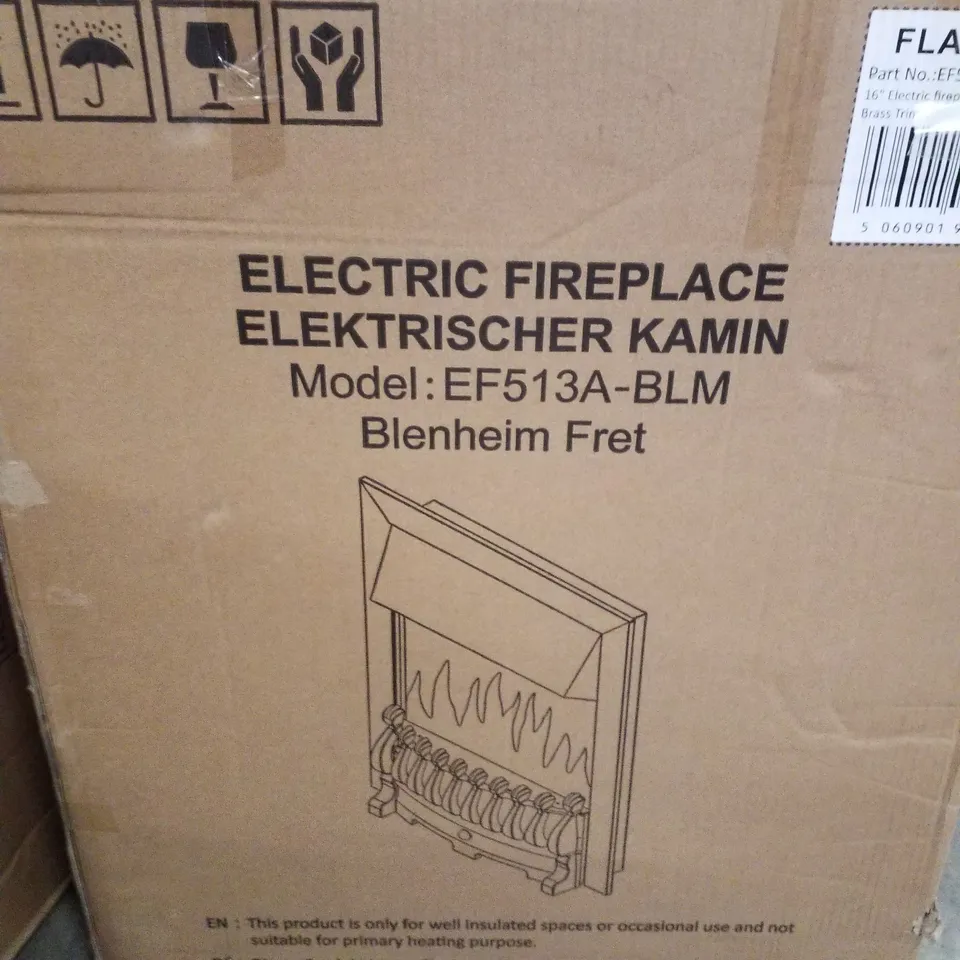 FLA
Part No.:EF5
16" Electric firep
Brass Trim
5 060901 9
ELECTRIC FIREPLACE
ELEKTRISCHER KAMIN
Model:EF513A-BLM
Blenheim Fret
EN : This product is only for well insulated spaces or occasional use and not
suitable for primary heating purpose.